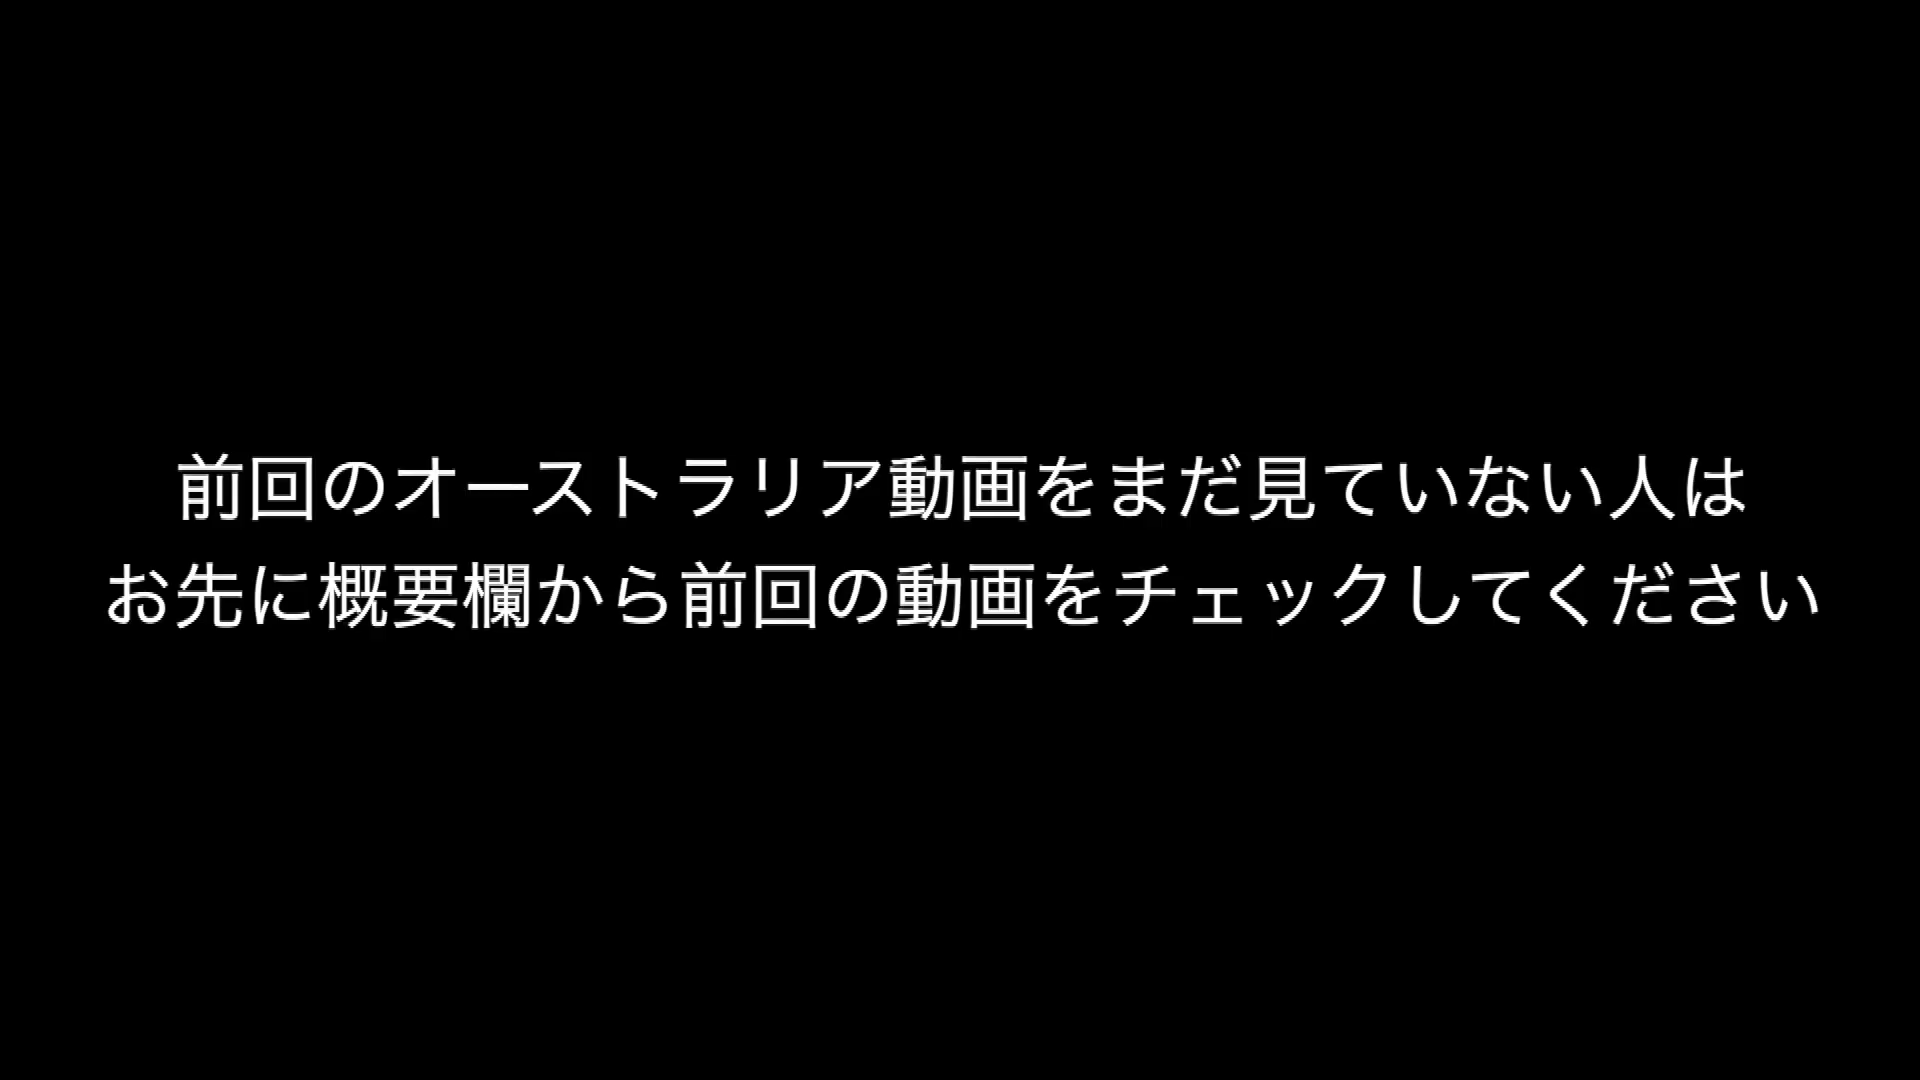 前回のオーストラリア動画をまだ見ていない人は
お先に概要欄から前回の動画をチェックしてください